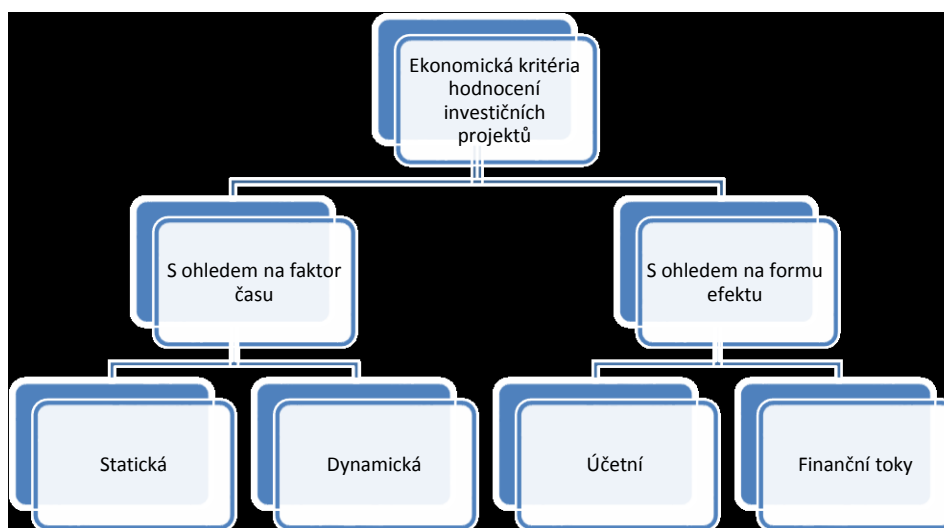 Ekonomická kritéria
hodnocení
investičních
projektů
S ohledem na faktor
času
S ohledem na formu
efektu
Statická
Dynamická
Účetní
Finanční toky